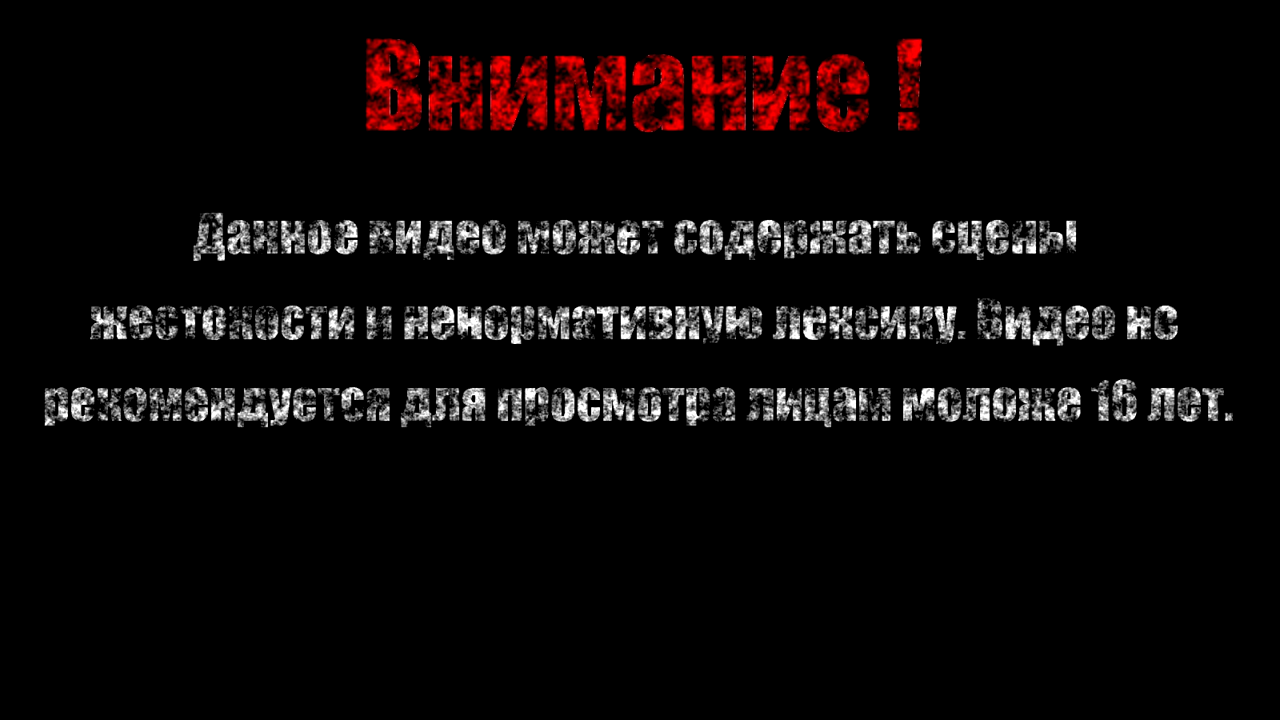 Внимание !
Данное видео может содержать сцены
жестокости и ненормативную лексику. Видео не
рекомендуется для просмотра лицам моложе 16 лет.